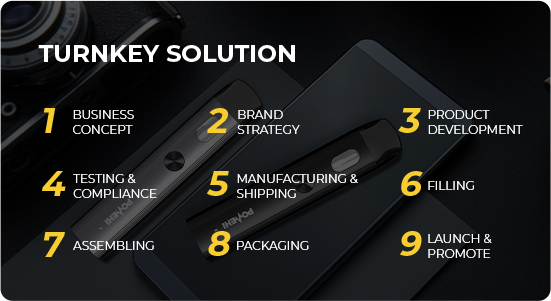 TURNKEY SOLUTION
1 BUSINESS
CONCEPT
2 BRAND
STRATEGY
3 PRODUCT
DEVELOPMENT
4 TESTING &
COMPLIANCE
5 MANUFACTURING &
SHIPPING
6 FILLING
7 ASSEMBLING
8 PACKAGING
9 LAUNCH &
PROMOTE